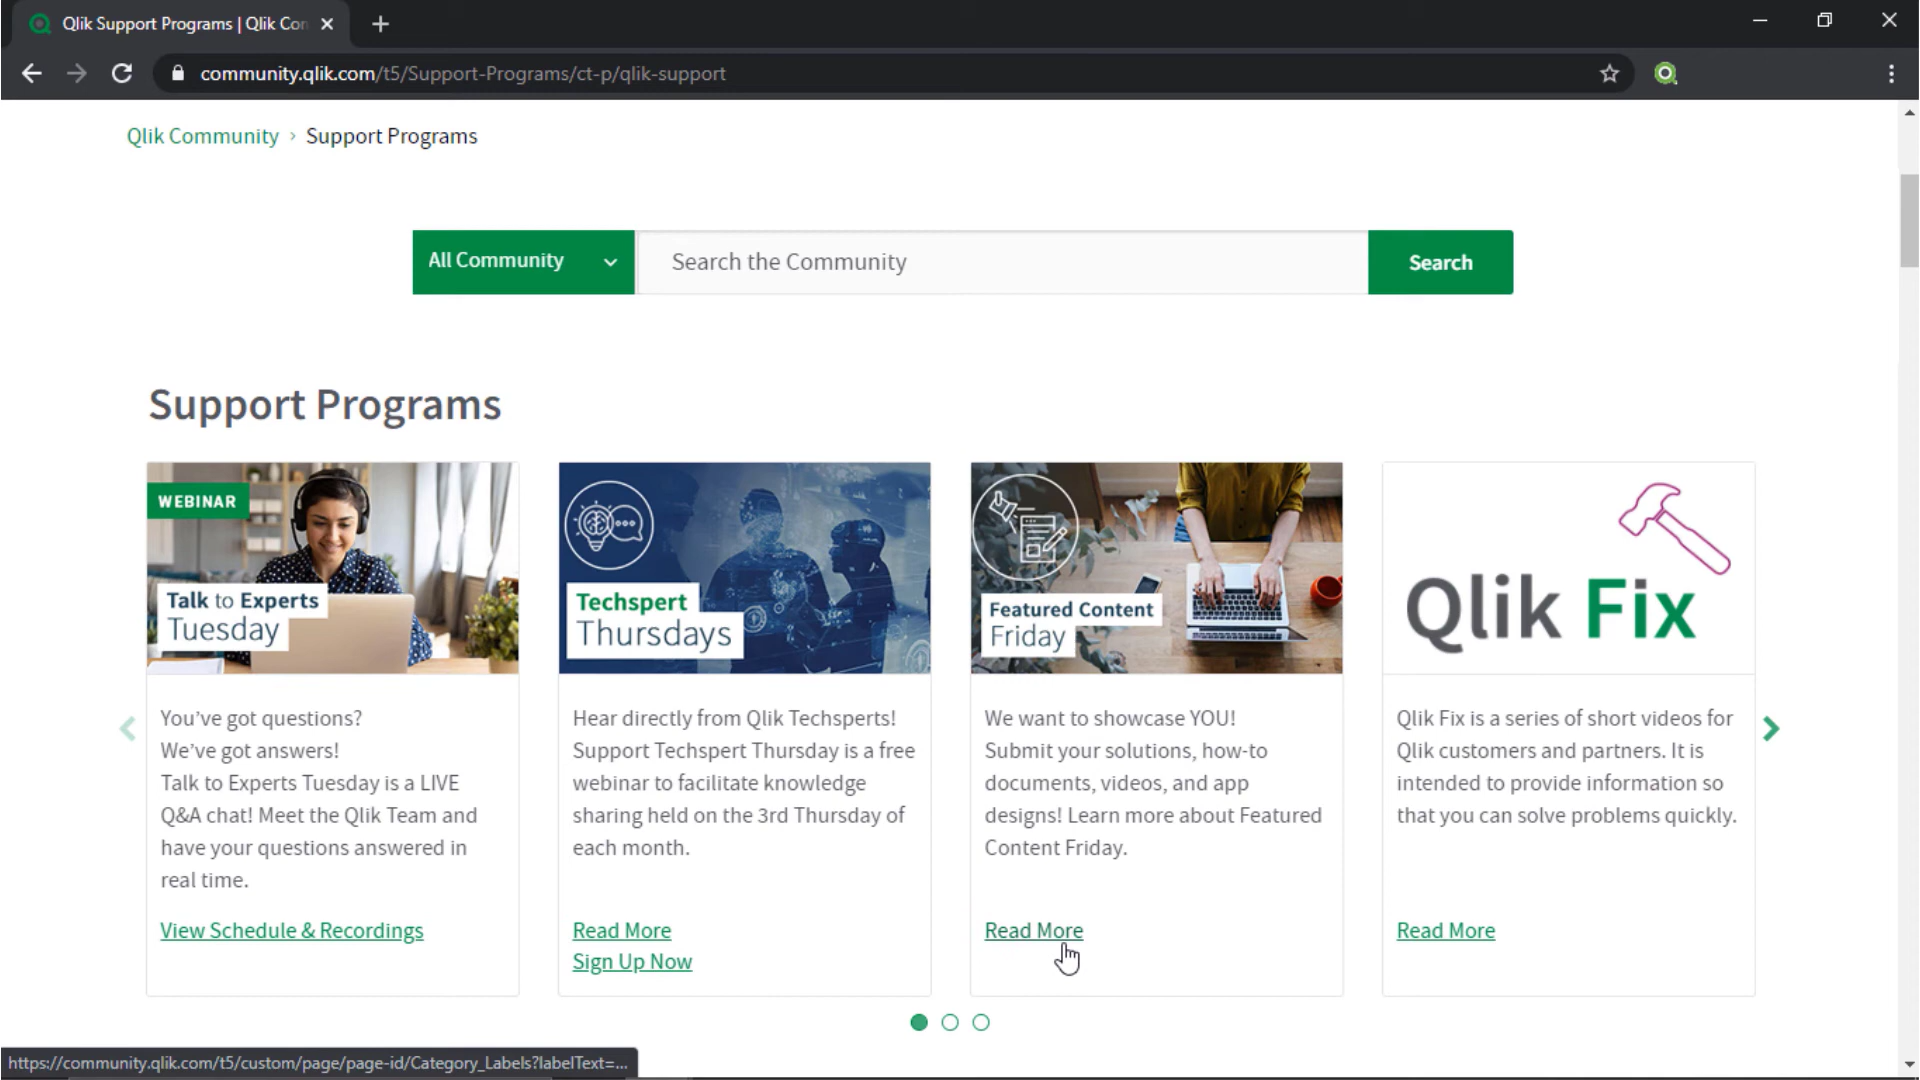 Qlik Support Programs | Qlik Con
community.qlik.com/t5/Support-Programs/ct-p/qlik-support
Qlik Community › Support Programs
All Community
Search the Community
Search
Support Programs
WEBINAR
Talk to Experts
Tuesday
You've got questions?
We've got answers!
Talk to Experts Tuesday is a LIVE
Q&A chat! Meet the Qlik Team and
have your questions answered in
real time.
View Schedule & Recordings
Techspert
Thursdays
Hear directly from Qlik Techsperts!
Support Techspert Thursday is a free
webinar to facilitate knowledge
sharing held on the 3rd Thursday of
each month.
Read More
Sign Up Now
Featured Content
Friday
We want to showcase YOU!
Submit your solutions, how-to
documents, videos, and app
designs! Learn more about Featured
Content Friday.
Read More
Qlik Fix
Qlik Fix is a series of short videos for
Qlik customers and partners. It is
intended to provide information so
that you can solve problems quickly.
Read More
https://community.qlik.com/t5/custom/page/page-id/Category_Labels?labelText=...